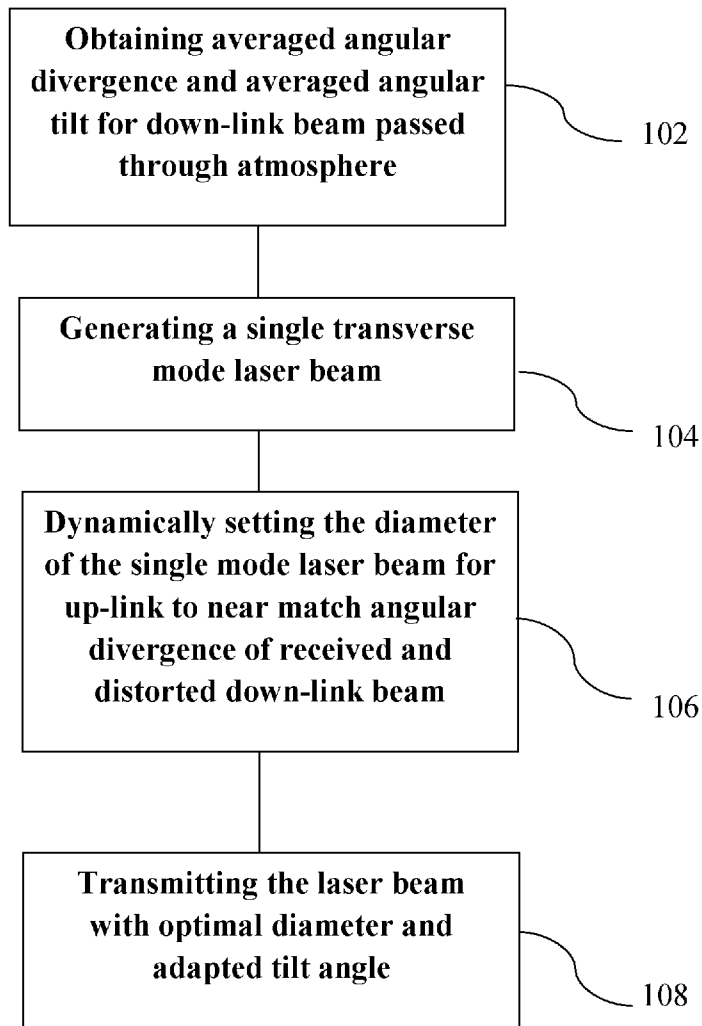 Obtaining averaged angular
divergence and averaged angular
tilt for down-link beam passed
through atmosphere
102
Generating a single transverse
mode laser beam
104
Dynamically setting the diameter
of the single mode laser beam for
up-link to near match angular
divergence of received and
distorted down-link beam
106
Transmitting the laser beam
with optimal diameter and
adapted tilt angle
108